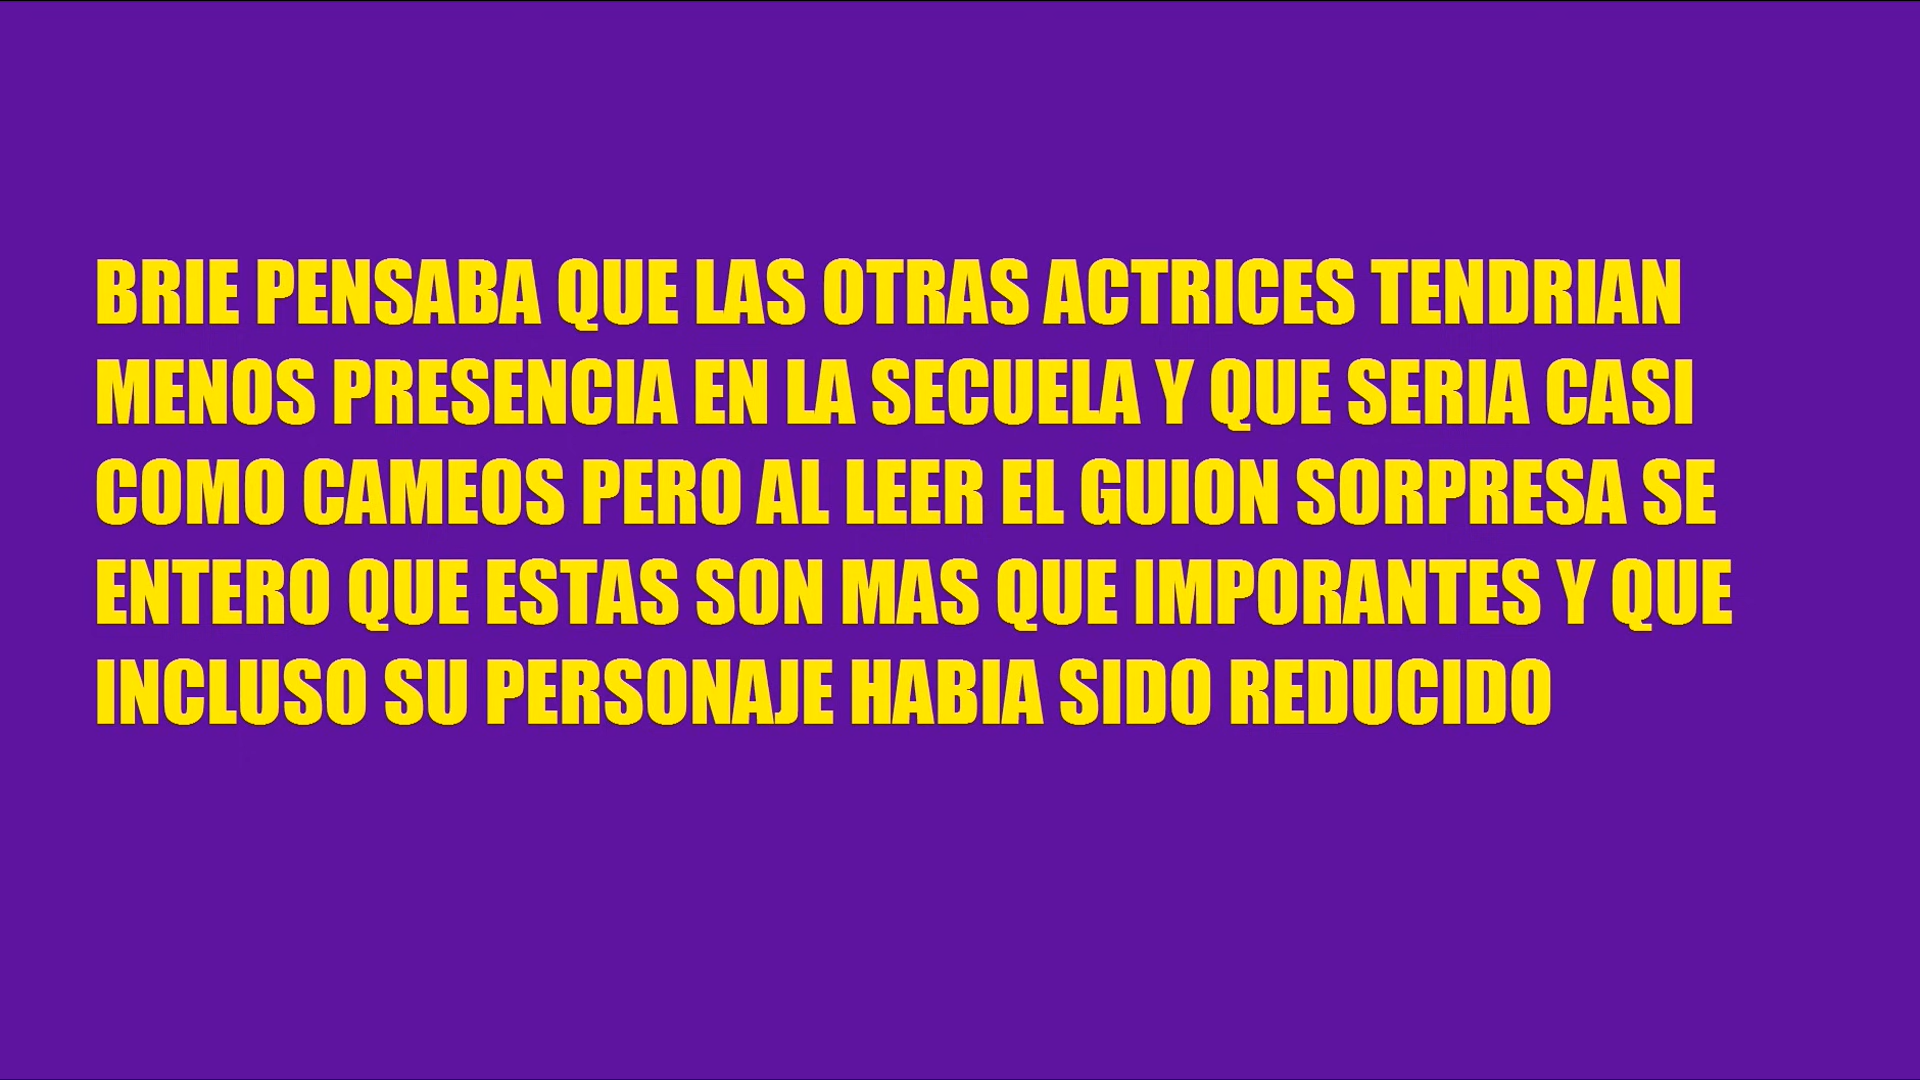 BRIE PENSABA QUE LAS OTRAS ACTRICES TENDRIAN
MENOS PRESENCIA EN LA SECUELA Y QUE SERIA CASI
COMO CAMEOS PERO AL LEER EL GUION SORPRESA SE
ENTERO QUE ESTAS SON MAS QUE IMPORANTES Y QUE
INCLUSO SU PERSONAJE HABIA SIDO REDUCIDO